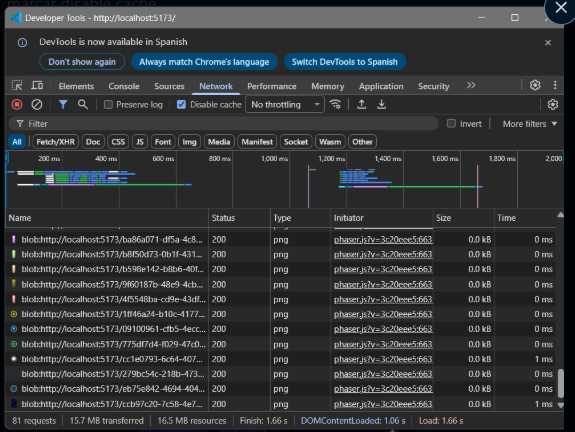 marcar disable cache
Developer Tools - http://localhost:5173/
DevTools is now available in Spanish
Don't show again Always match Chrome's language Switch DevTools to Spanish
Elements Console Sources Network Performance Memory Application Security
Preserve log Disable cache No throttling
Filter Invert More filters
All Fetch/XHR Doc CSS JS Font Img Media Manifest Socket Wasm Other
200 ms 400 ms 600 ms 800 ms 1,000 ms 1,200 ms 1,400 ms 1,600 ms 1,800 ms 2,000
Name Status Type Initiator Size Time
blob:http://localhost:5173/ba86a071-df5a-4c8... 200 png phaser.js?v=3c20eee5:663 0.0 kB 0 ms
blob:http://localhost:5173/b8f50d73-0b1f-431... 200 png phaser.js?v=3c20eee5:663 0.0 kB 0 ms
blob:http://localhost:5173/b598e142-b8b6-40f... 200 png phaser.js?v=3c20eee5:663 0.0 kB 0 ms
blob:http://localhost:5173/9f60187b-48e9-4cb... 200 png phaser.js?v=3c20eee5:663 0.0 kB 0 ms
blob:http://localhost:5173/4f5548ba-cd9e-43df... 200 png phaser.js?v=3c20eee5:663 0.0 kB 0 ms
blob:http://localhost:5173/1ff46a24-b10c-4177... 200 png phaser.js?v=3c20eee5:663 0.0 kB 0 ms
blob:http://localhost:5173/09100961-cfb5-4ecc... 200 png phaser.js?v=3c20eee5:663 0.0 kB 0 ms
blob:http://localhost:5173/775df7d4-f029-47c0... 200 png phaser.js?v=3c20eee5:663 0.0 kB 0 ms
blob:http://localhost:5173/cc1e0793-6c64-407... 200 png phaser.js?v=3c20eee5:663 0.0 kB 1 ms
blob:http://localhost:5173/279bc54c-218b-473... 200 png phaser.js?v=3c20eee5:663 0.0 kB 0 ms
blob:http://localhost:5173/eb75e842-4694-404... 200 png phaser.js?v=3c20eee5:663 0.0 kB 0 ms
blob:http://localhost:5173/ccb97c20-7c58-4e7... 200 png phaser.js?v=3c20eee5:663 0.0 kB 1 ms
81 requests 15.7 MB transferred 16.5 MB resources Finish: 1.66 s DOMContentLoaded: 1.06 s Load: 1.66 s